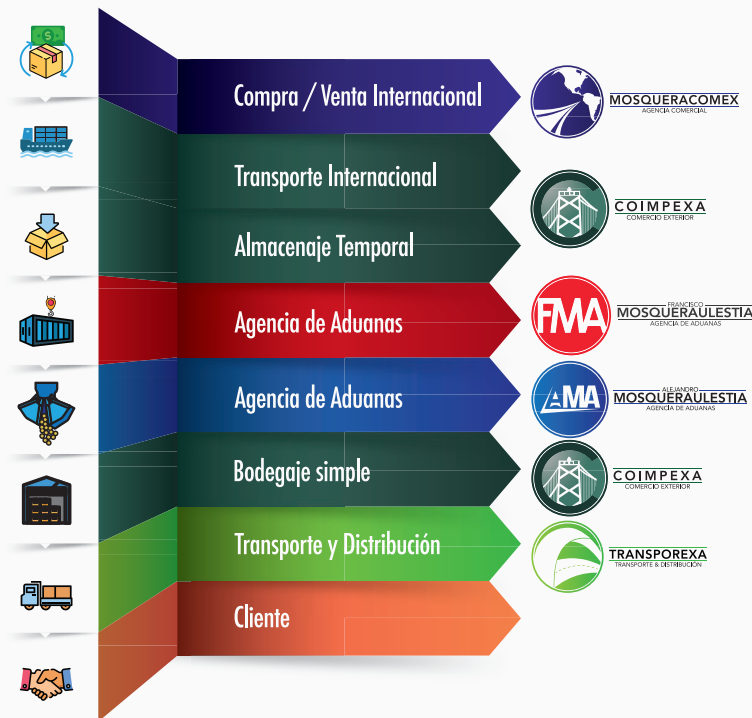 $
Compra / Venta Internacional
MOSQUERACOMEX
AGENCIA COMERCIAL
Transporte Internacional
COIMPEXA
COMERCIO EXTERIOR
Almacenaje Temporal
Agencia de Aduanas
FMA
FRANCISCO
MOSQUERAULESTIA
AGENCIA DE ADUANAS
Agencia de Aduanas
AMA
ALEJANDRO
MOSQUERAULESTIA
AGENCIA DE ADUANAS
Bodegaje simple
COIMPEXA
COMERCIO EXTERIOR
Transporte y Distribución
TRANSPOREXA
TRANSPORTE & DISTRIBUCIÓN
Cliente